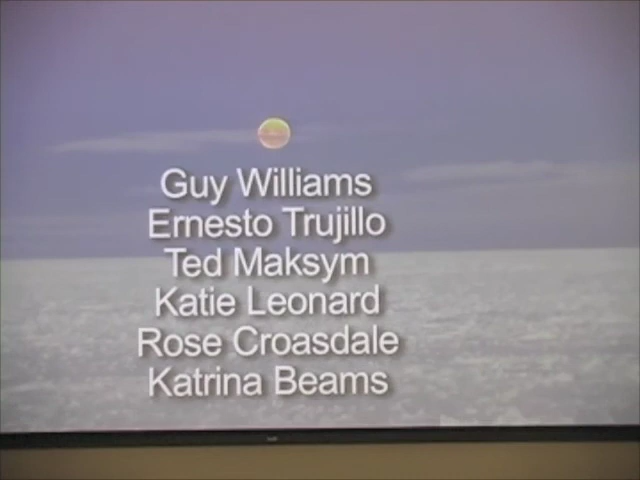 Guy Williams
Ernesto Trujillo
Ted Maksym
Katie Leonard
Rose Croasdale
Katrina Beams